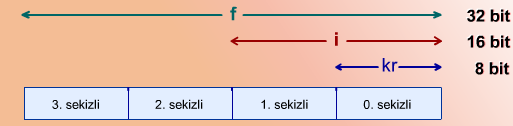 f 32 bit
i 16 bit
kr 8 bit
3. sekizli 2. sekizli 1. sekizli 0. sekizli